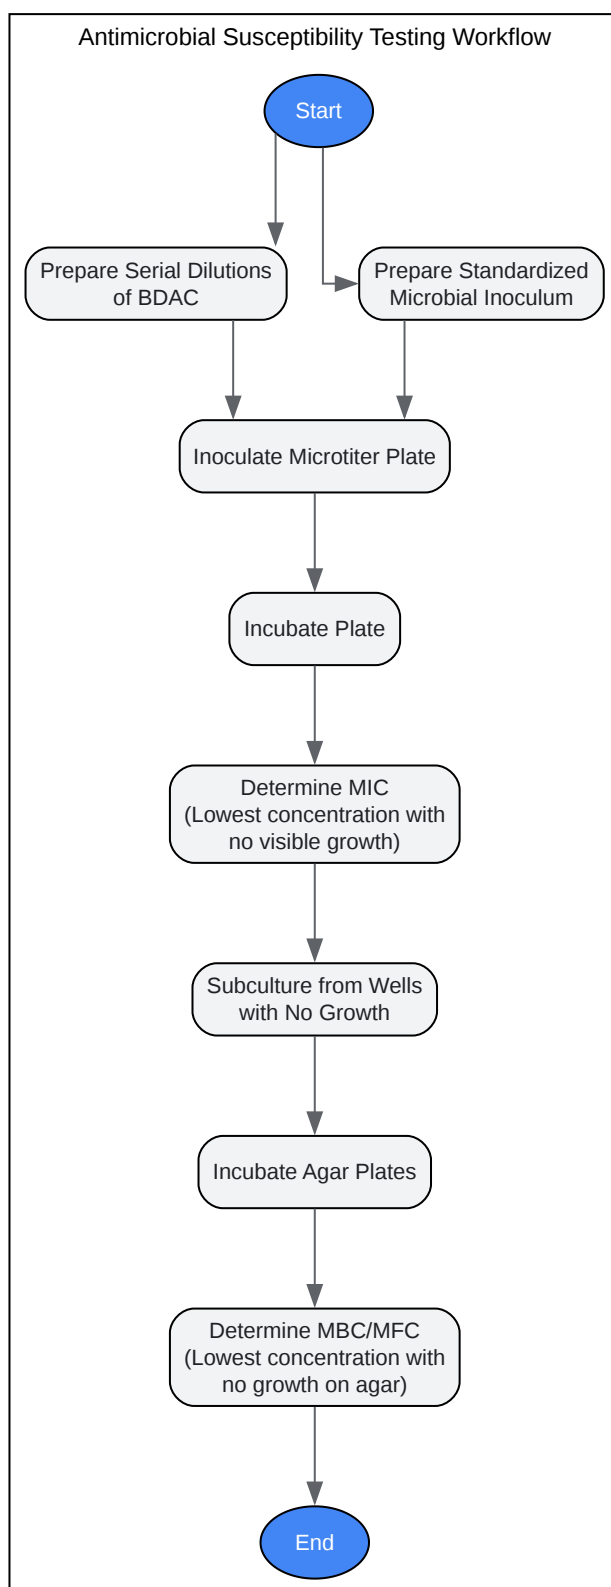 Antimicrobial Susceptibility Testing Workflow
Start
Prepare Serial Dilutions
of BDAC
Prepare Standardized
Microbial Inoculum
Inoculate Microtiter Plate
Incubate Plate
Determine MIC
(Lowest concentration with
no visible growth)
Subculture from Wells
with No Growth
Incubate Agar Plates
Determine MBC/MFC
(Lowest concentration with
no growth on agar)
End